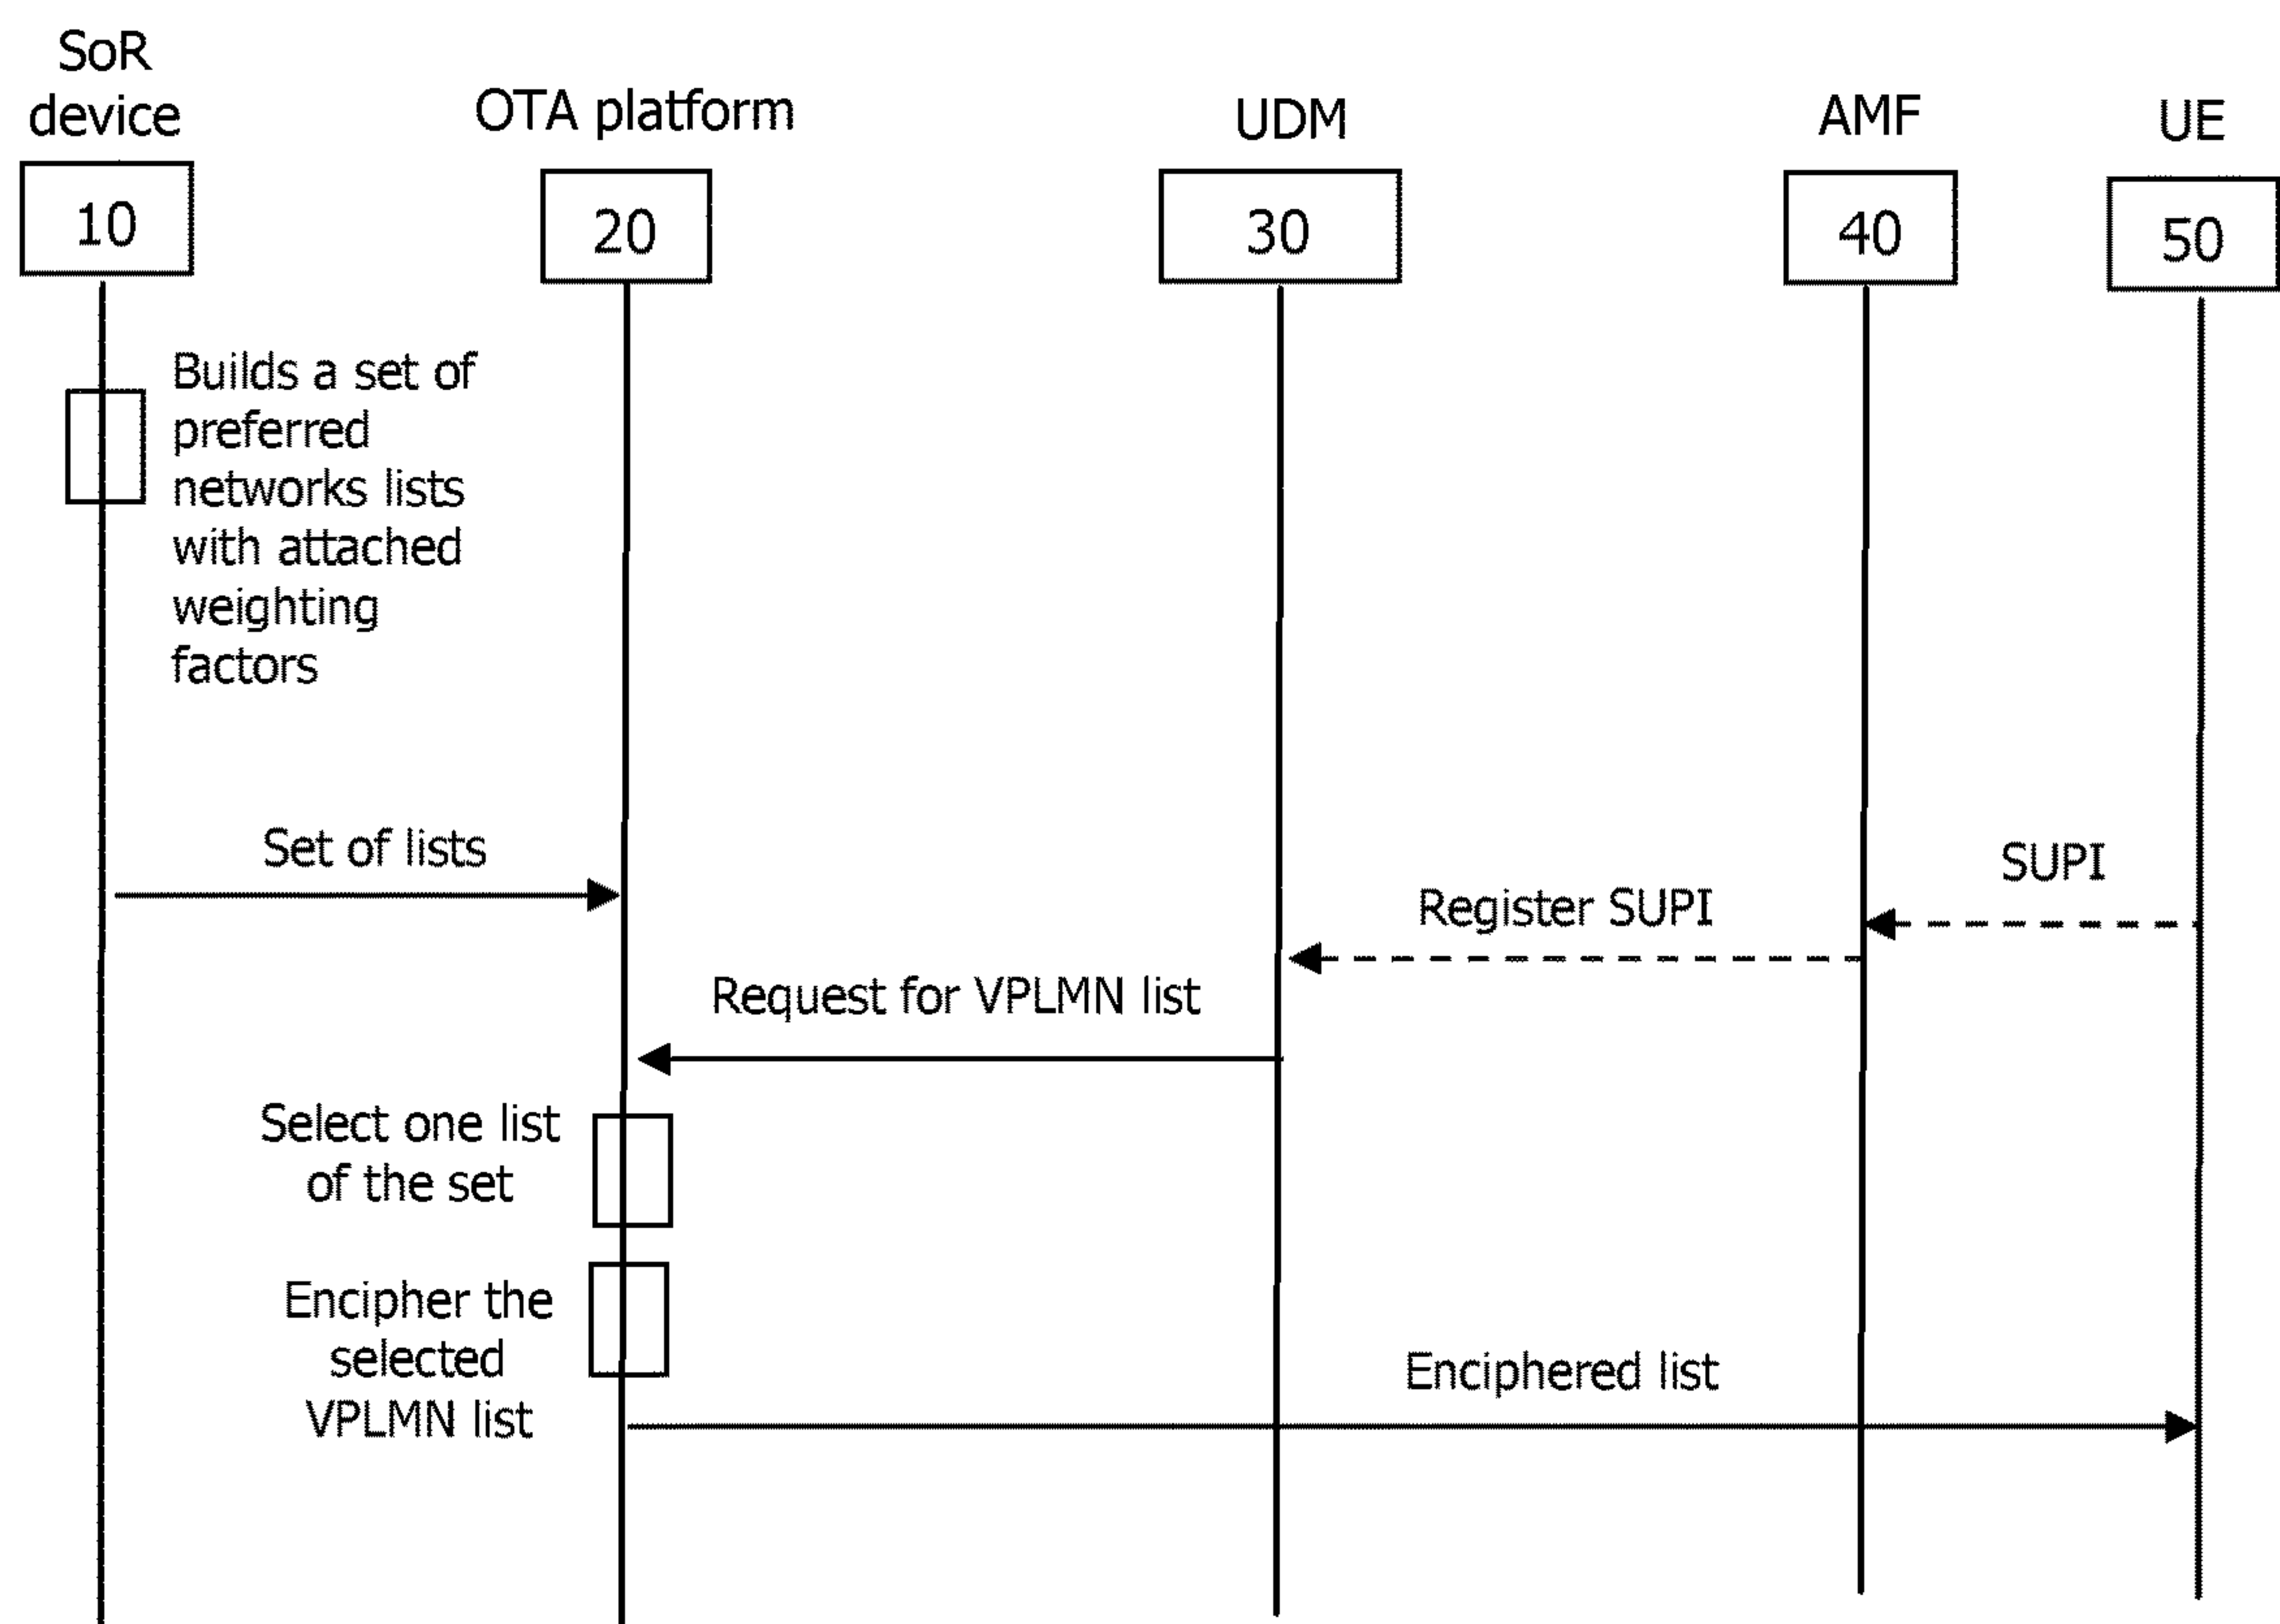 SoR
device
OTA platform
UDM
AMF
UE
10
20
30
40
50
Builds a set of
preferred
networks lists
with attached
weighting
factors
Set of lists
SUPI
Register SUPI
Request for VPLMN list
Select one list
of the set
Encipher the
selected
VPLMN list
Enciphered list